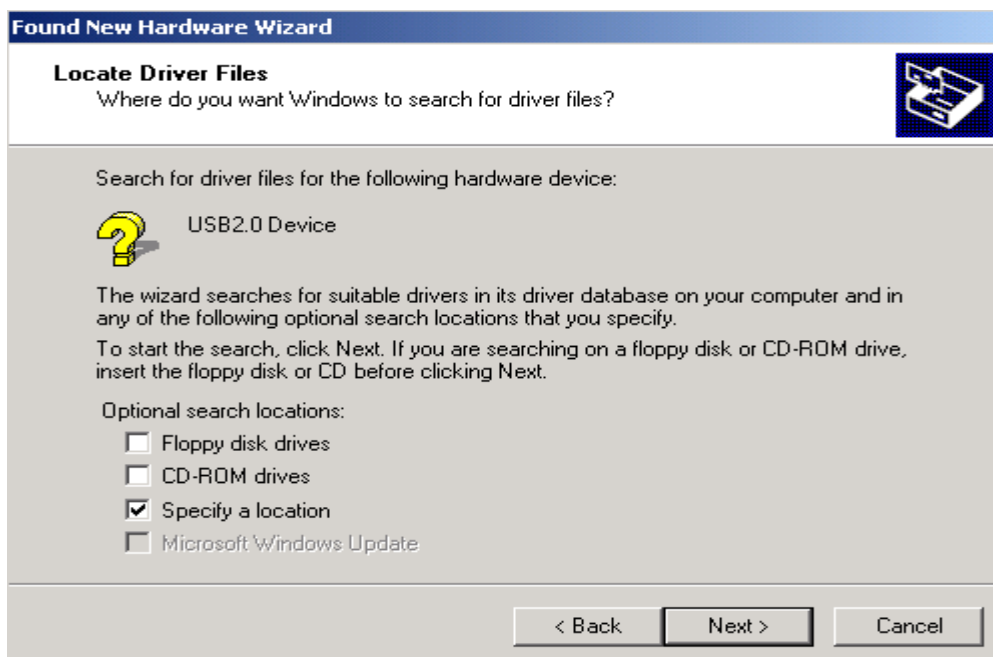 Found New Hardware Wizard
Locate Driver Files
Where do you want Windows to search for driver files?
Search for driver files for the following hardware device:
USB2.0 Device
The wizard searches for suitable drivers in its driver database on your computer and in
any of the following optional search locations that you specify.
To start the search, click Next. If you are searching on a floppy disk or CD-ROM drive,
insert the floppy disk or CD before clicking Next.
Optional search locations:
Floppy disk drives
CD-ROM drives
Specify a location
Microsoft Windows Update
< Back Next > Cancel